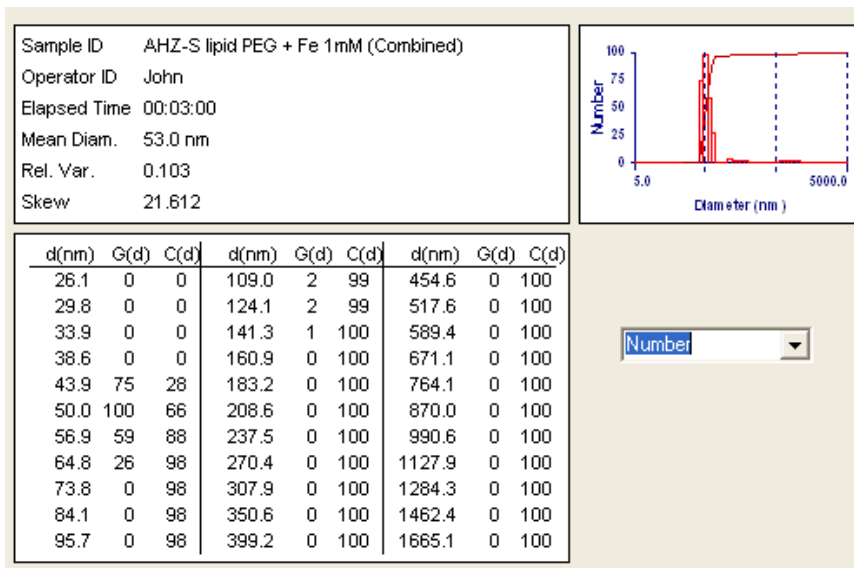 Sample ID AHZ-S lipid PEG + Fe 1mM (Combined)
Operator ID John
Elapsed Time 00:03:00
Mean Diam. 53.0 nm
Rel. Var. 0.103
Skew 21.612
100
75
50
25
0
Number
5.0 5000.0
Diameter (nm)
d(nm) G(d) C(d) d(nm) G(d) C(d) d(nm) G(d) C(d)
26.1 0 0 109.0 2 99 454.6 0 100
29.8 0 0 124.1 2 99 517.6 0 100
33.9 0 0 141.3 1 100 589.4 0 100
38.6 0 0 160.9 0 100 671.1 0 100
43.9 75 28 183.2 0 100 764.1 0 100
50.0 100 66 208.6 0 100 870.0 0 100
56.9 59 88 237.5 0 100 990.6 0 100
64.8 26 98 270.4 0 100 1127.9 0 100
73.8 0 98 307.9 0 100 1284.3 0 100
84.1 0 98 350.6 0 100 1462.4 0 100
95.7 0 98 399.2 0 100 1665.1 0 100
Number